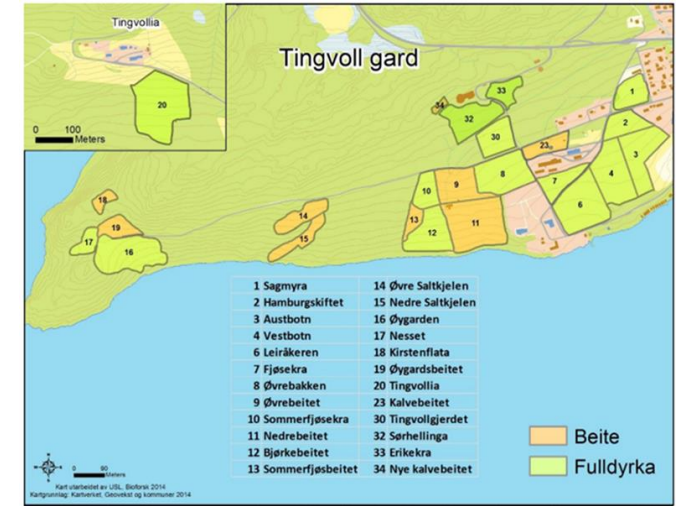 Tingvollia
20
0 100
Meters
Tingvoll gard
34
33
32
30
1
2
23
3
8
7
4
10
9
6
13
11
12
18
19
17
16
14
15
1 Sagmyra
2 Hamburgskiftet
3 Austbotn
4 Vestbotn
6 Leiråkeren
7 Fjøsekra
8 Øvrebakken
9 Øvrebeitet
10 Sommerfjøsekra
11 Nedrebeitet
12 Bjørkebeitet
13 Sommerfjøsbeitet
14 Øvre Saltkjelen
15 Nedre Saltkjelen
16 Øygarden
17 Nesset
18 Kirstenflata
19 Øygardsbeitet
20 Tingvollia
23 Kalvebeitet
30 Tingvollgjerdet
32 Sørhellinga
33 Erikekra
34 Nye kalvebeitet
Beite
Fulldyrka
Meters
Kart utarbeidet av USL, Bioforsk 2014
Kartgrunnlag: Kartverket, Geovekst og kommuner 2014